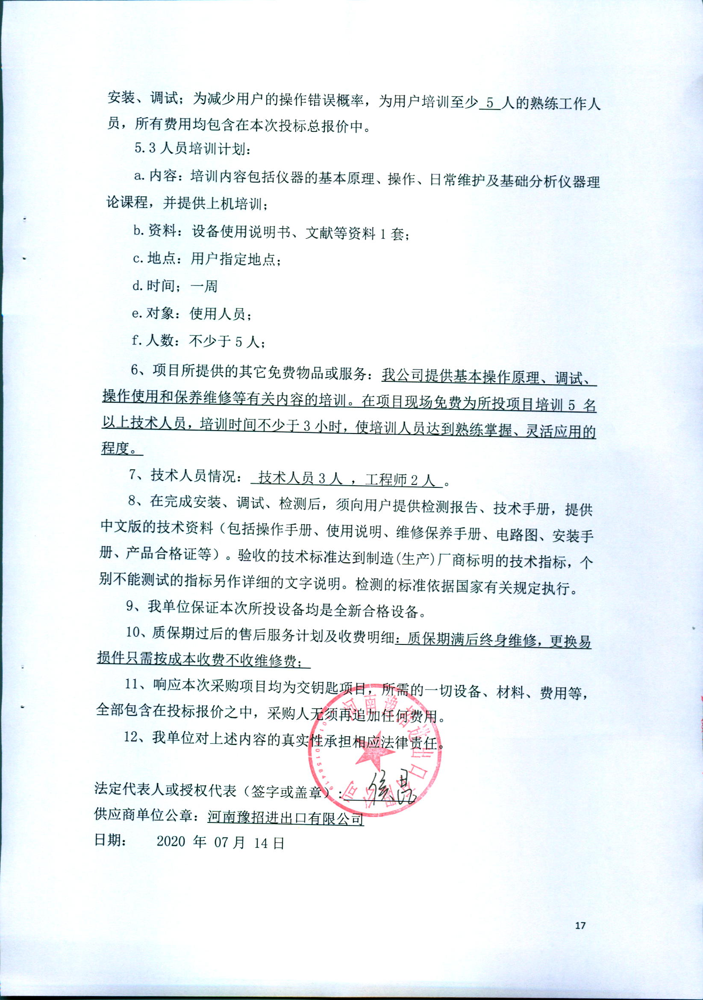 安装、调试；为减少用户的操作错误概率，为用户培训至少 5 人的熟练工作人
员，所有费用均包含在本次投标总报价中。
5.3 人员培训计划：
a.内容：培训内容包括仪器的基本原理、操作、日常维护及基础分析仪器理
论课程，并提供上机培训；
b.资料：设备使用说明书、文献等资料 1 套；
c.地点：用户指定地点；
d.时间；一周
e.对象：使用人员；
f.人数：不少于 5 人；
6、项目所提供的其它免费物品或服务：我公司提供基本操作原理、调试、
操作使用和保养维修等有关内容的培训。在项目现场免费为所投项目培训 5 名
以上技术人员，培训时间不少于 3 小时，使培训人员达到熟练掌握、灵活应用的
程度。
7、技术人员情况： 技术人员 3 人 ，工程师 2 人 。
8、在完成安装、调试、检测后，须向用户提供检测报告、技术手册，提供
中文版的技术资料（包括操作手册、使用说明、维修保养手册、电路图、安装手
册、产品合格证等）。验收的技术标准达到制造(生产)厂商标明的技术指标，个
别不能测试的指标另作详细的文字说明。检测的标准依据国家有关规定执行。
9、我单位保证本次所投设备均是全新合格设备。
10、质保期过后的售后服务计划及收费明细：质保期满后终身维修，更换易
损件只需按成本收费不收维修费；
11、响应本次采购项目均为交钥匙项目，所需的一切设备、材料、费用等，
全部包含在投标报价之中，采购人无须再追加任何费用。
12、我单位对上述内容的真实性承担相应法律责任。
河南豫招进出口有限公司
法定代表人或授权代表（签字或盖章）：
供应商单位公章：河南豫招进出口有限公司
日期： 2020 年 07 月 14 日
17